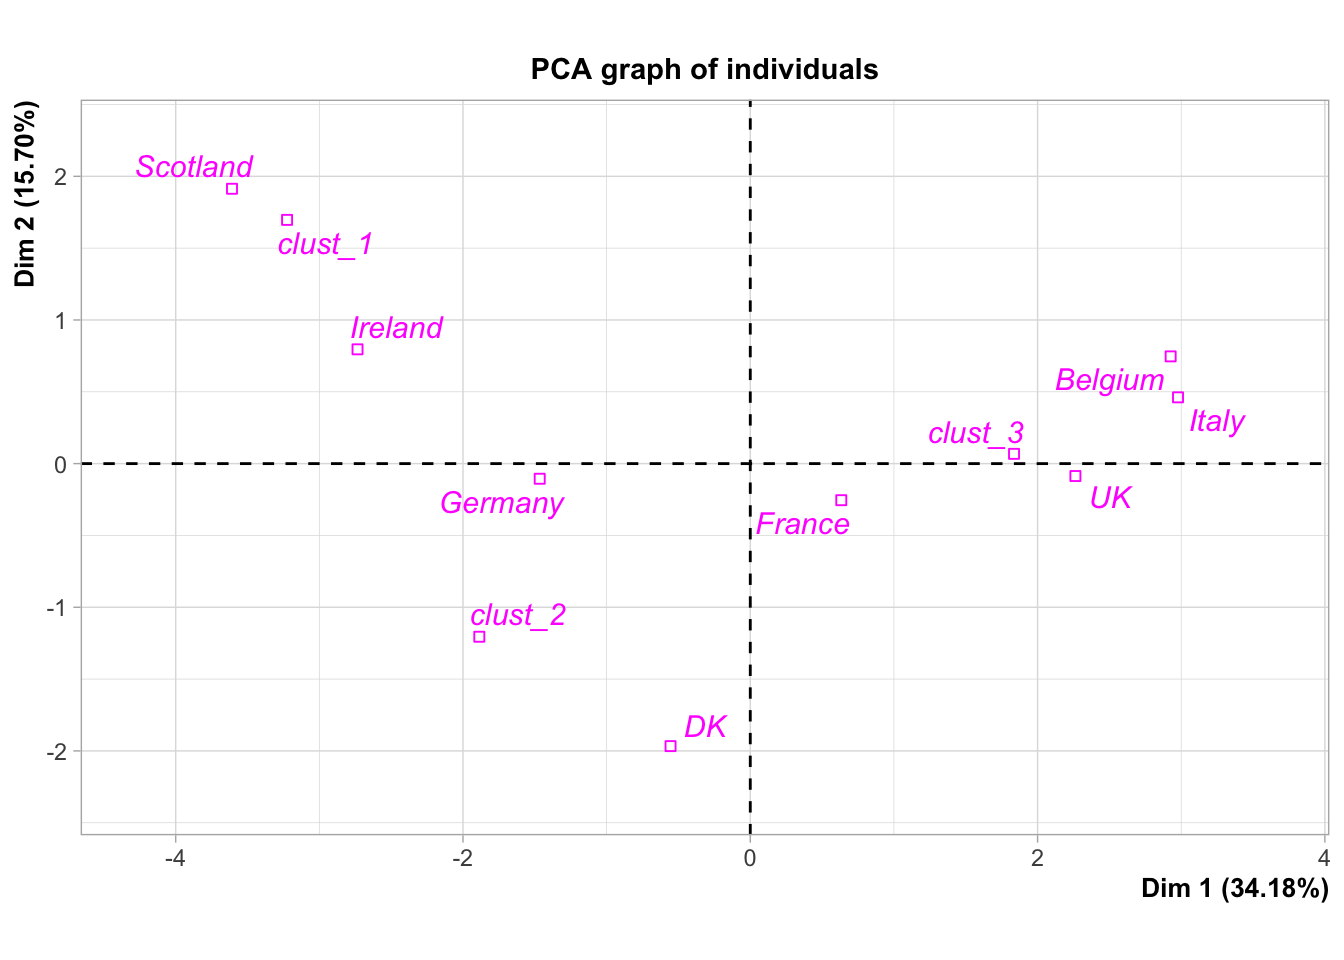 PCA graph of individuals
Dim 2 (15.70%)
2
1
0
-1
-2
Scotland
clust_1
Ireland
Belgium
Italy
clust_3
UK
Germany
France
clust_2
DK
-4
-2
0
2
4
Dim 1 (34.18%)